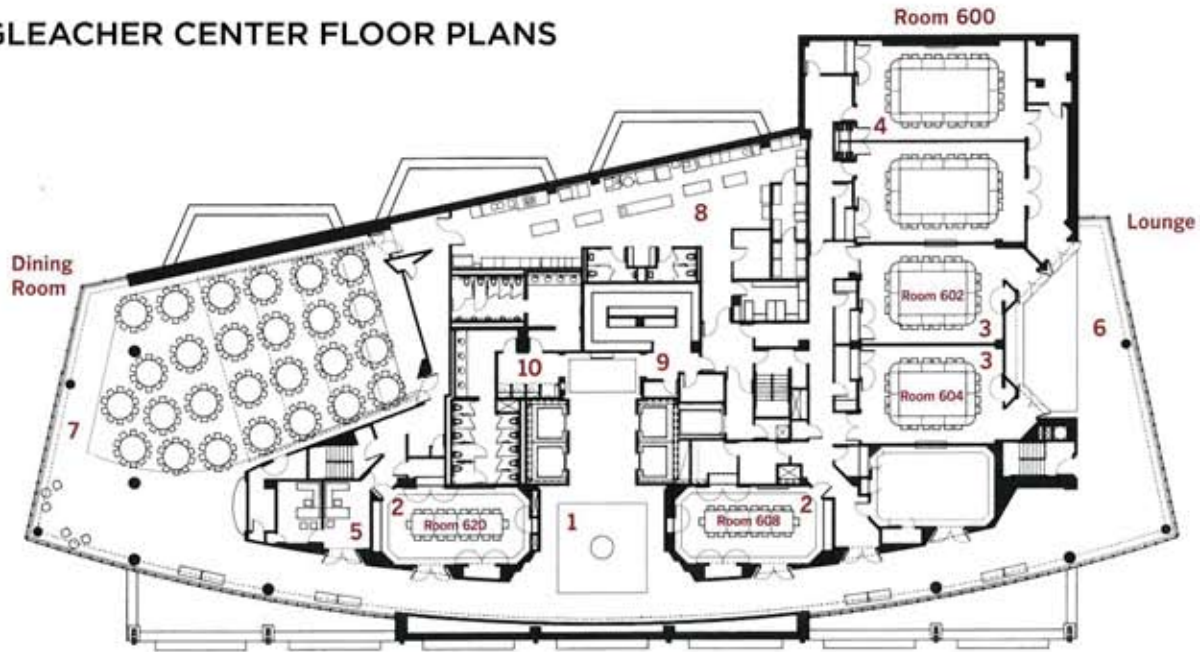 GLEACHER CENTER FLOOR PLANS
Room 600
4
8
Lounge
Dining
Room
Room 602
3
6
3
10
9
Room 604
7
2
Room 620
1
Room 608
2
5